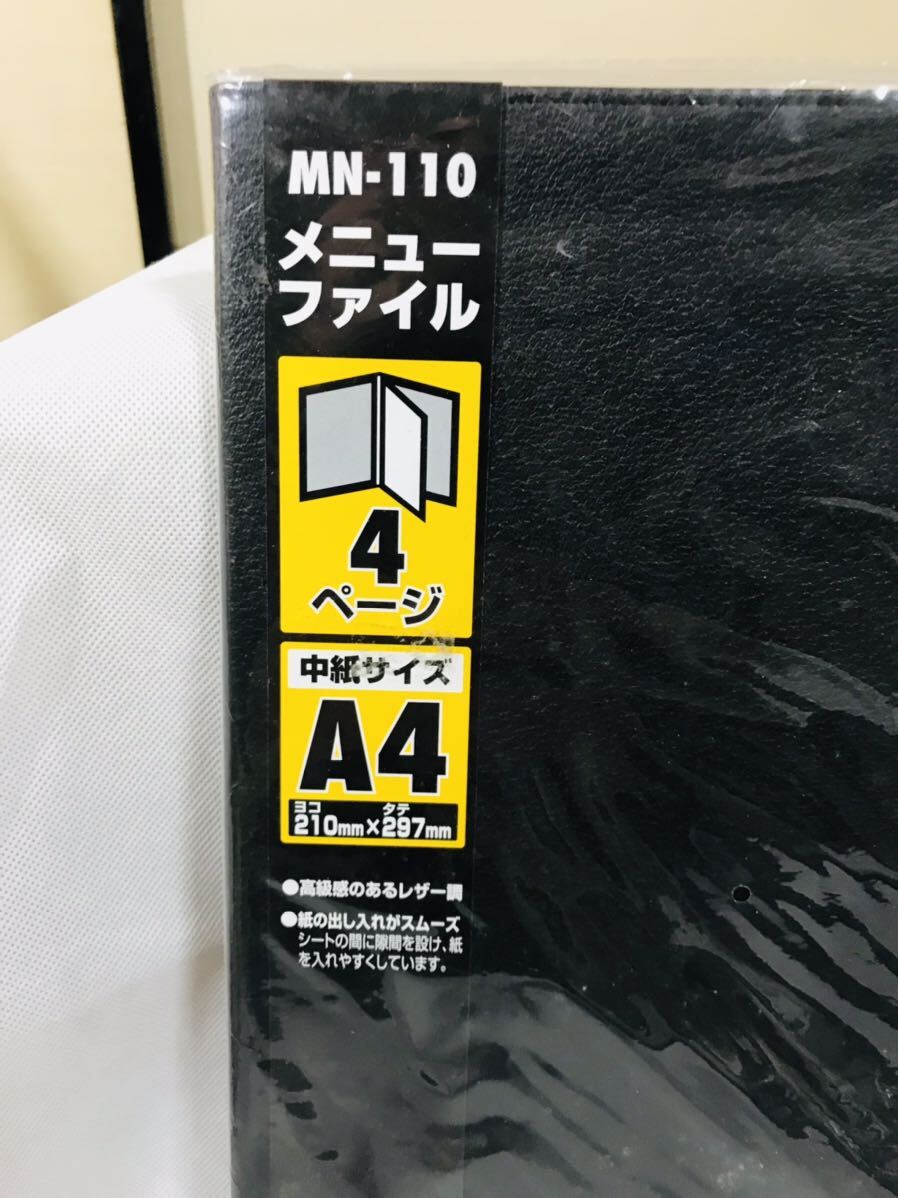 MN-110
メニュー
ファイル
4
ページ
中紙サイズ
A4
ヨコ タテ
210mm×297mm
●高級感のあるレザー調
●紙の出し入れがスムーズ
シートの間に隙間を設け、紙
を入れやすくしています。